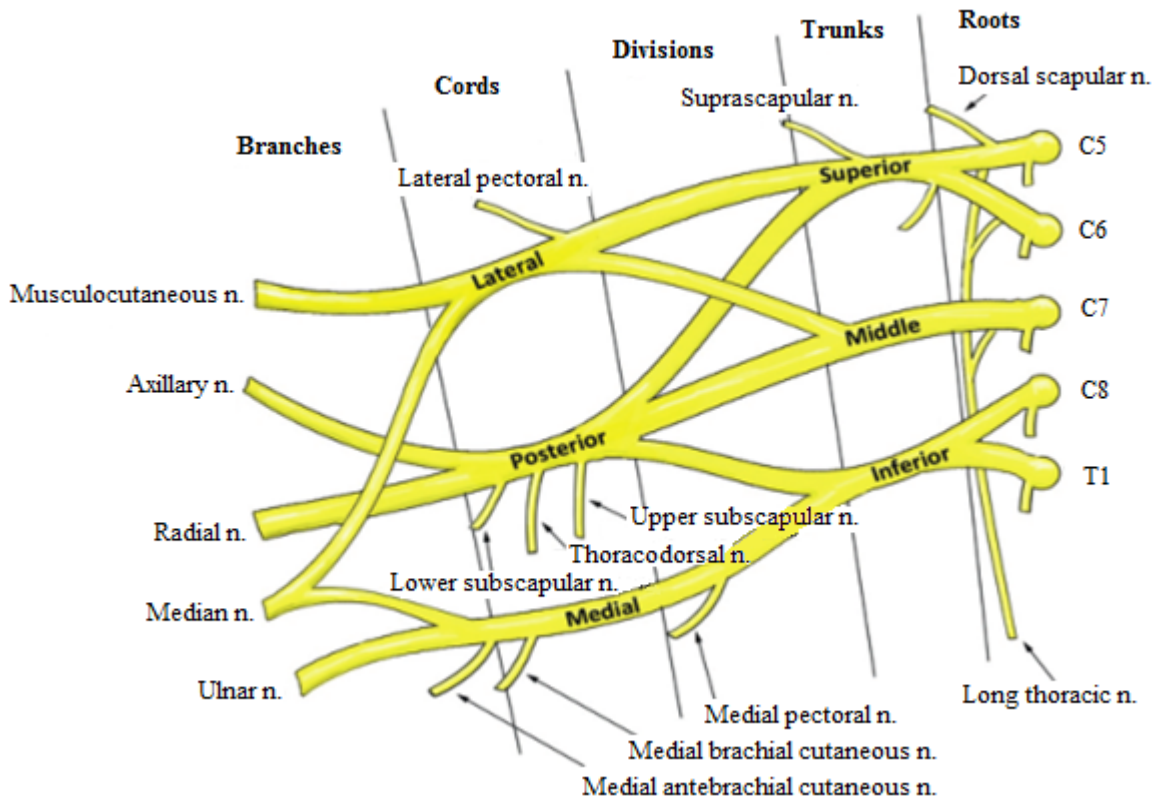 Roots
Trunks
Divisions
Cords
Branches
Dorsal scapular n.
Suprascapular n.
C5
Superior
Lateral pectoral n.
C6
Lateral
Musculocutaneous n.
C7
Middle
Axillary n.
C8
Posterior
Inferior
T1
Upper subscapular n.
Radial n.
Thoracodorsal n.
Lower subscapular n.
Median n.
Medial
Ulnar n.
Long thoracic n.
Medial pectoral n.
Medial brachial cutaneous n.
Medial antebrachial cutaneous n.